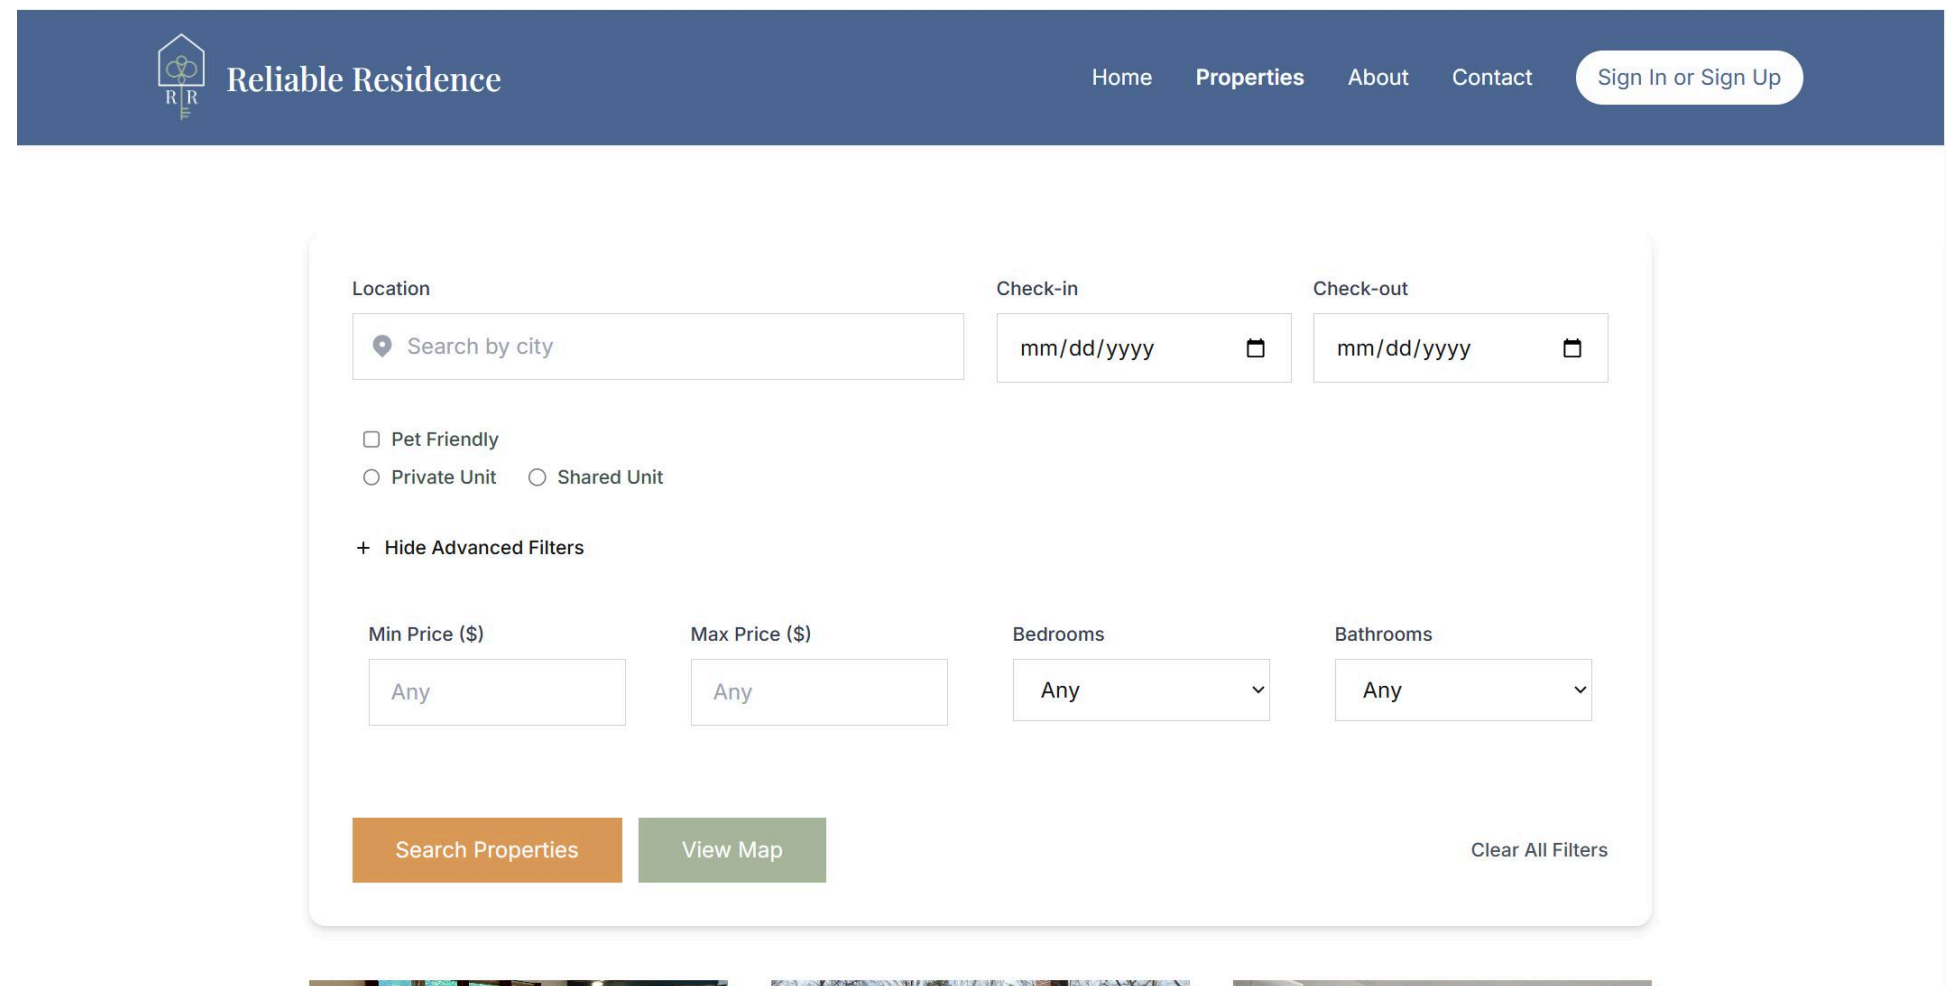 R R
Reliable Residence
Home
Properties
About
Contact
Sign In or Sign Up
Location
Check-in
Check-out
Search by city
mm/dd/yyyy
mm/dd/yyyy
Pet Friendly
Private Unit
Shared Unit
+ Hide Advanced Filters
Min Price ($)
Max Price ($)
Bedrooms
Bathrooms
Any
Any
Any
Any
Search Properties
View Map
Clear All Filters